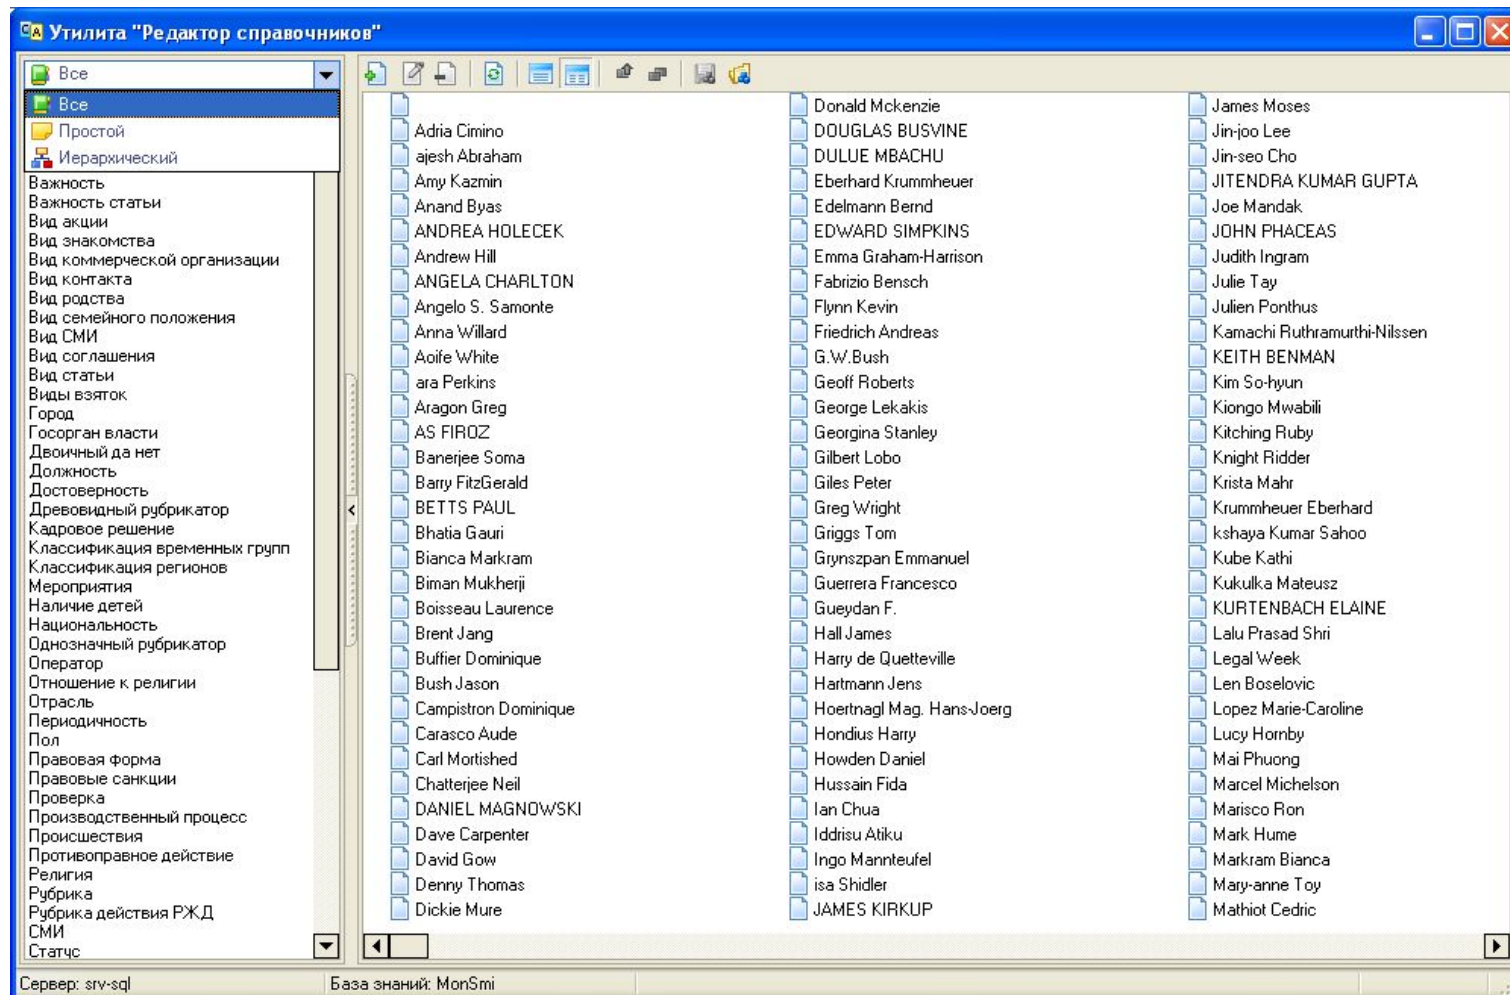 Утилита "Редактор справочников"
Все
Все
Простой
Иерархический
Важность
Важность статьи
Вид акции
Вид знакомства
Вид коммерческой организации
Вид контакта
Вид родства
Вид семейного положения
Вид СМИ
Вид соглашения
Вид статьи
Виды взяток
Город
Госорган власти
Двоичный да нет
Должность
Достоверность
Древовидный рубрикатор
Кадровое решение
Классификация временных групп
Классификация регионов
Мероприятия
Наличие детей
Национальность
Однозначный рубрикатор
Оператор
Отношение к религии
Отрасль
Периодичность
Пол
Правовая форма
Правовые санкции
Проверка
Производственный процесс
Происшествия
Противоправное действие
Религия
Рубрика
Рубрика действия РЖД
СМИ
Статус
Adria Cimino
ajesh Abraham
Amy Kazmin
Anand Byas
ANDREA HOLECEK
Andrew Hill
ANGELA CHARLTON
Angelo S. Samonte
Anna Willard
Aoife White
ara Perkins
Aragon Greg
AS FIROZ
Banerjee Soma
Barry FitzGerald
BETTS PAUL
Bhatia Gauri
Bianca Markram
Biman Mukherji
Boisseau Laurence
Brent Jang
Buffier Dominique
Bush Jason
Campistron Dominique
Carasco Aude
Carl Mortished
Chatterjee Neil
DANIEL MAGNOWSKI
Dave Carpenter
David Gow
Denny Thomas
Dickie Mure
Donald Mckenzie
DOUGLAS BUSVINE
DULUE MBACHU
Eberhard Krummheuer
Edelmann Bernd
EDWARD SIMPKINS
Emma Graham-Harrison
Fabrizio Bensch
Flynn Kevin
Friedrich Andreas
G.W.Bush
Geoff Roberts
George Lekakis
Georgina Stanley
Gilbert Lobo
Giles Peter
Greg Wright
Griggs Tom
Grynszpan Emmanuel
Guerrera Francesco
Gueydan F.
Hall James
Harry de Quetteville
Hartmann Jens
Hoertnagl Mag. Hans-Joerg
Hondius Harry
Howden Daniel
Hussain Fida
Ian Chua
Iddrisu Atiku
Ingo Mannteufel
isa Shidler
JAMES KIRKUP
James Moses
Jin-joo Lee
Jin-seo Cho
JITENDRA KUMAR GUPTA
Joe Mandak
JOHN PHACEAS
Judith Ingram
Julie Tay
Julien Ponthus
Kamachi Ruthramurthi-Nilssen
KEITH BENMAN
Kim So-hyun
Kiongo Mwabili
Kitching Ruby
Knight Ridder
Krista Mahr
Krummheuer Eberhard
kshaya Kumar Sahoo
Kube Kathi
Kukulka Mateusz
KURTENBACH ELAINE
Lalu Prasad Shri
Legal Week
Len Boselovic
Lopez Marie-Caroline
Lucy Hornby
Mai Phuong
Marcel Michelson
Marisco Ron
Mark Hume
Markram Bianca
Mary-anne Toy
Mathiot Cedric
Сервер: srv-sql
База знаний: MonSmi